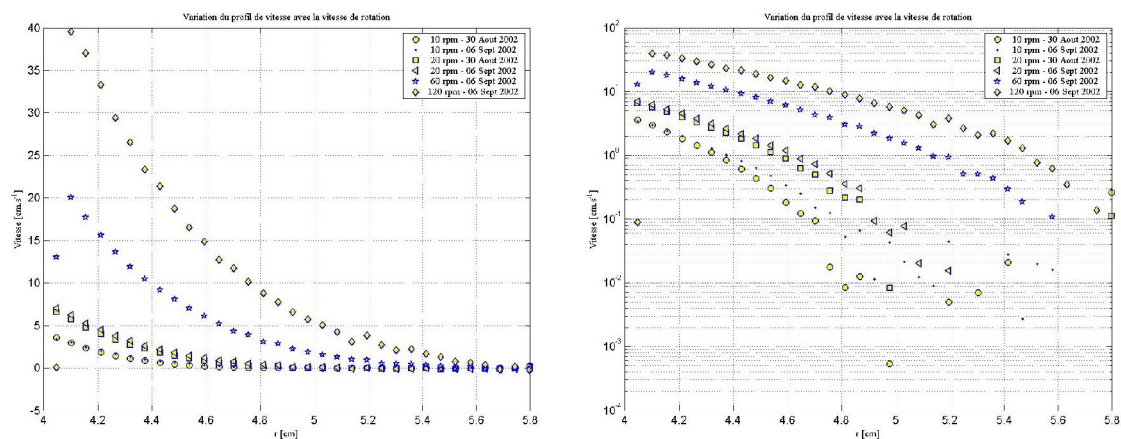 Variation du profil de vitesse avec la vitesse de rotation
40
35
30
25
20
15
10
5
0
-5
Vitesse [cm.s⁻¹]
10 rpm - 30 Aout 2002
10 rpm - 06 Sept 2002
20 rpm - 30 Aout 2002
20 rpm - 06 Sept 2002
60 rpm - 06 Sept 2002
120 rpm - 06 Sept 2002
4 4.2 4.4 4.6 4.8 5 5.2 5.4 5.6 5.8
r [cm]
Variation du profil de vitesse avec la vitesse de rotation
10²
10¹
10⁰
10⁻¹
10⁻²
10⁻³
10⁻⁴
Vitesse [cm.s⁻¹]
10 rpm - 30 Aout 2002
10 rpm - 06 Sept 2002
20 rpm - 30 Aout 2002
20 rpm - 06 Sept 2002
60 rpm - 06 Sept 2002
120 rpm - 06 Sept 2002
4 4.2 4.4 4.6 4.8 5 5.2 5.4 5.6 5.8
r [cm]